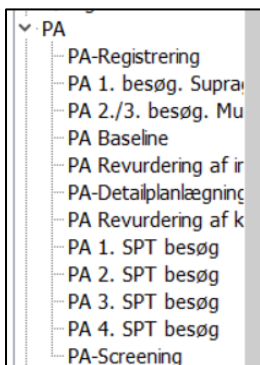 PA
PA-Registrering
PA 1. besøg. Supra
PA 2./3. besøg. Mu
PA Baseline
PA Revurdering af
PA-Detailplanlægning
PA Revurdering af k
PA 1. SPT besøg
PA 2. SPT besøg
PA 3. SPT besøg
PA 4. SPT besøg
PA-Screening